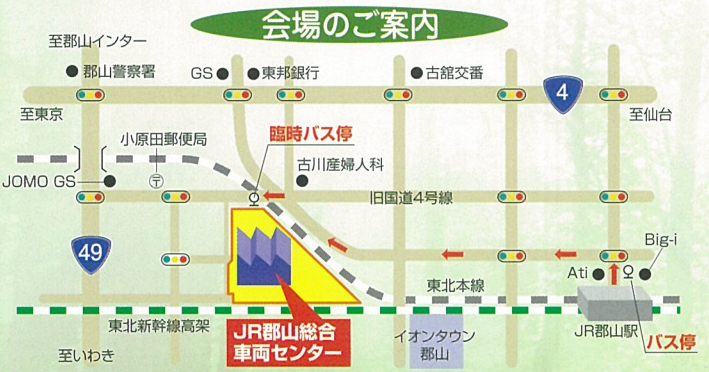 会場のご案内
至郡山インター
郡山警察署
GS
東邦銀行
古舘交番
4
至東京
至仙台
小原田郵便局
臨時バス停
古川産婦人科
JOMO GS
旧国道4号線
49
Big-i
Ati
東北本線
東北新幹線高架
JR郡山総合
車両センター
イオンタウン
郡山
JR郡山駅
バス停
至いわき